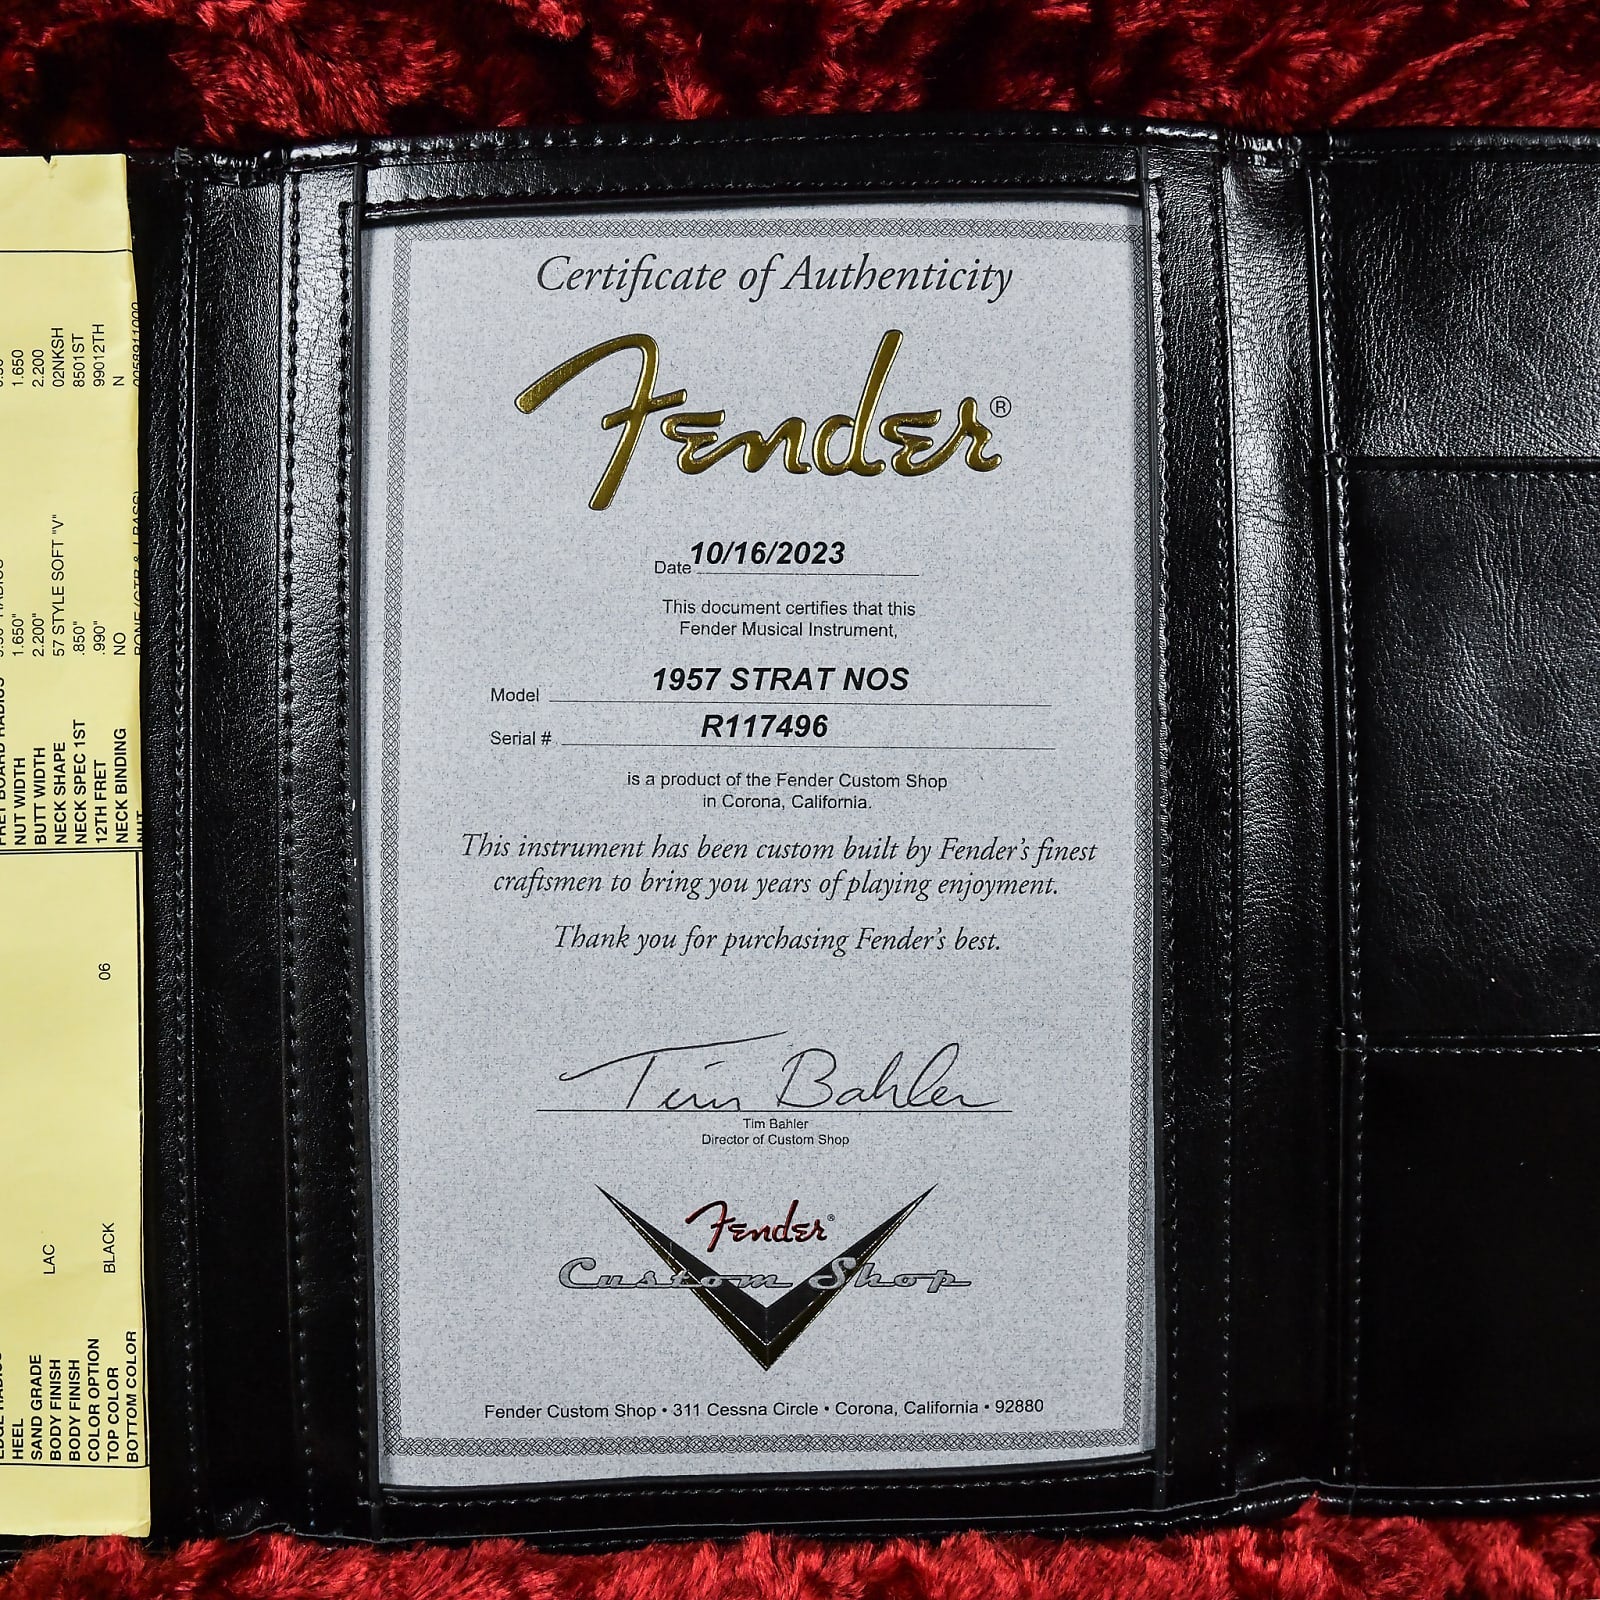 Certificate of Authenticity
Fender®
Date 10/16/2023
This document certifies that this
Fender Musical Instrument,
Model 1957 STRAT NOS
Serial # R117496
is a product of the Fender Custom Shop
in Corona, California.
This instrument has been custom built by Fender's finest
craftsmen to bring you years of playing enjoyment.
Thank you for purchasing Fender's best.
Tim Bahler
Tim Bahler
Director of Custom Shop
Fender®
Custom Shop
Fender Custom Shop • 311 Cessna Circle • Corona, California • 92880
HEEL
SAND GRADE
BODY FINISH LAC
BODY FINISH
COLOR OPTION
TOP COLOR BLACK 06
BOTTOM COLOR
NUT WIDTH 1.650" 1.650
BUTT WIDTH 2.200" 2.200
NECK SHAPE 57 STYLE SOFT "V" 02NKSH
NECK SPEC 1ST .850" 8501ST
12TH FRET .990" 99012TH
NECK BINDING NO N
NUT